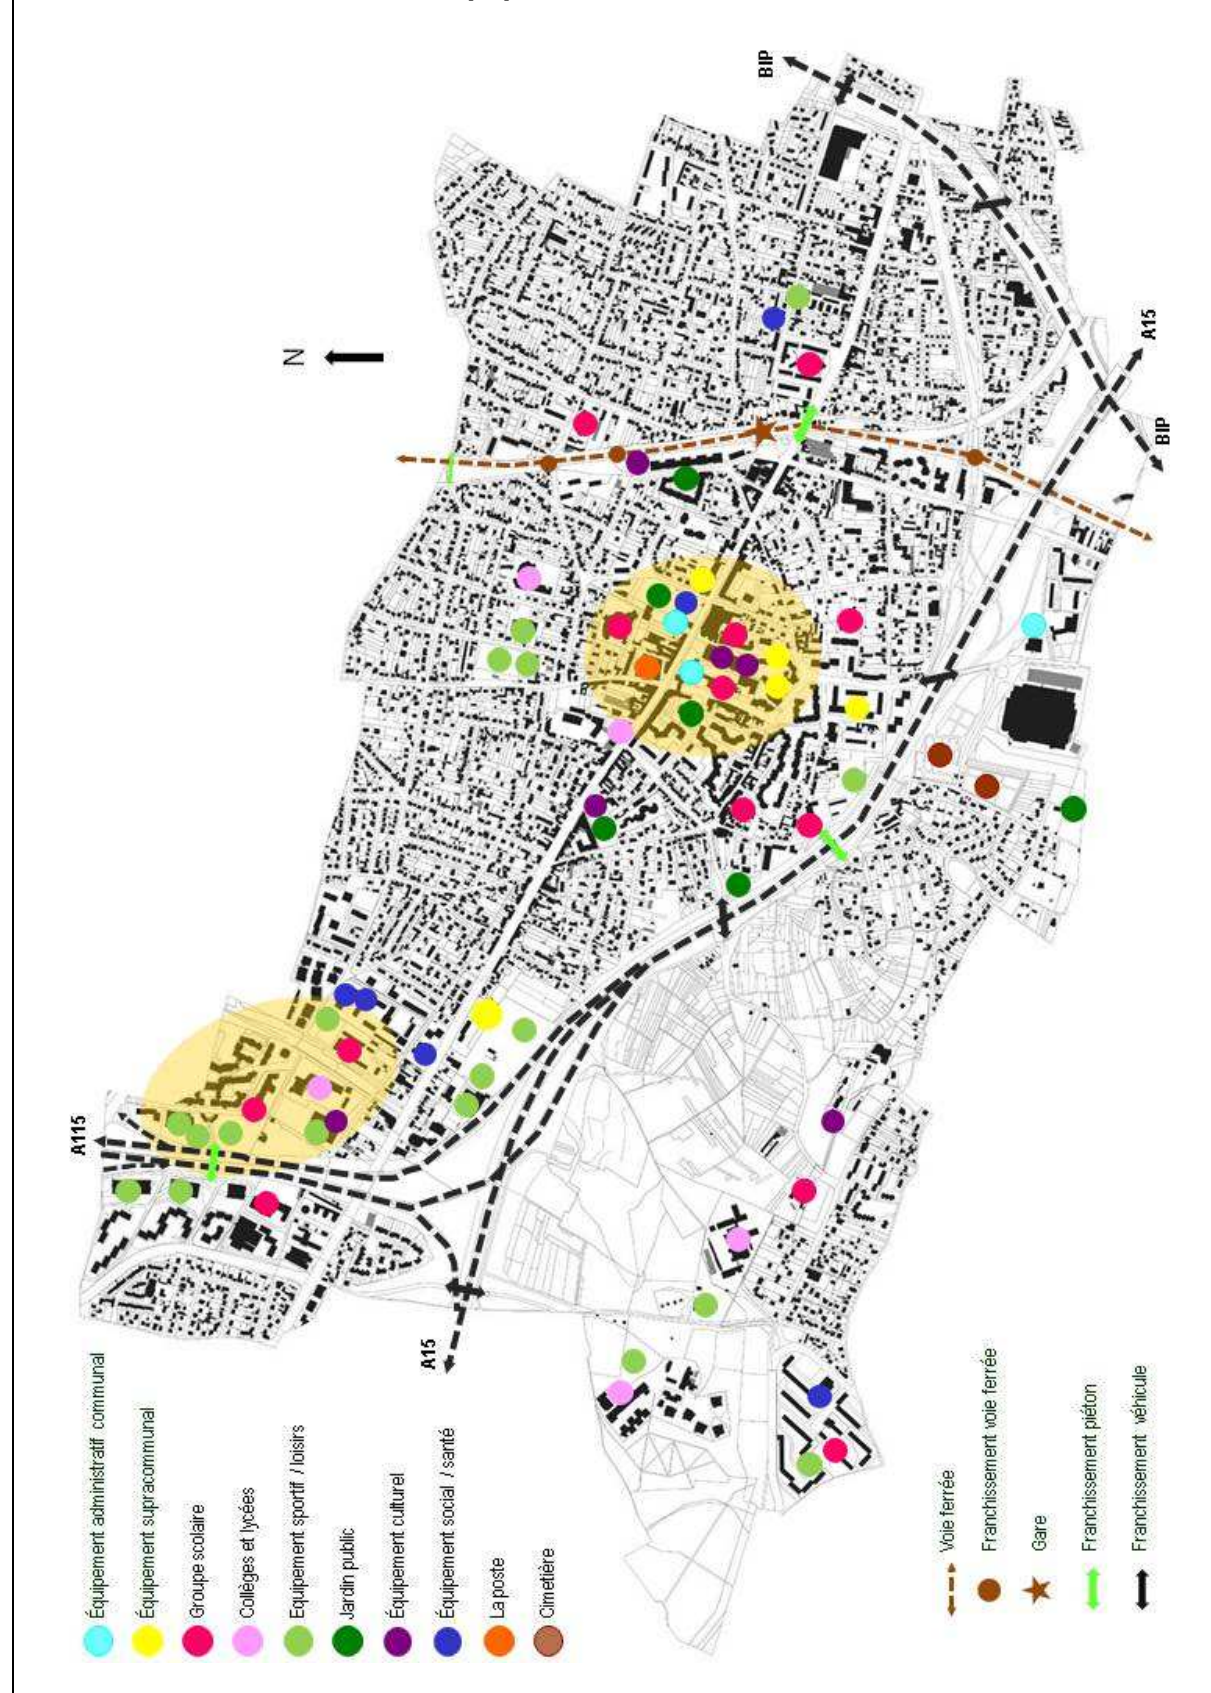 BIP
N
A15
BIP
A115
A15
Équipement administratif communal
Équipement supracommunal
Groupe scolaire
Collèges et lycées
Equipement sportif / loisirs
Jardin public
Équipement culturel
Équipement social / santé
La poste
Cimetière
Voie ferrée
Franchissement voie ferrée
Gare
Franchissement piéton
Franchissement véhicule